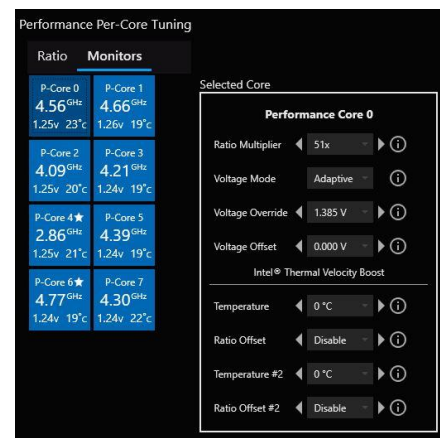 Performance Per-Core Tuning
Ratio Monitors
P-Core 0 P-Core 1
4.56GHz 4.66GHz
1.25v 23°c 1.26v 19°c
P-Core 2 P-Core 3
4.09GHz 4.21GHz
1.25v 20°c 1.24v 19°c
P-Core 4★ P-Core 5
2.86GHz 4.39GHz
1.25v 21°c 1.24v 19°c
P-Core 6★ P-Core 7
4.77GHz 4.30GHz
1.24v 19°c 1.24v 22°c
Selected Core
Performance Core 0
Ratio Multiplier 51x
Voltage Mode Adaptive
Voltage Override 1.385 V
Voltage Offset 0.000 V
Intel® Thermal Velocity Boost
Temperature 0 °C
Ratio Offset Disable
Temperature #2 0 °C
Ratio Offset #2 Disable